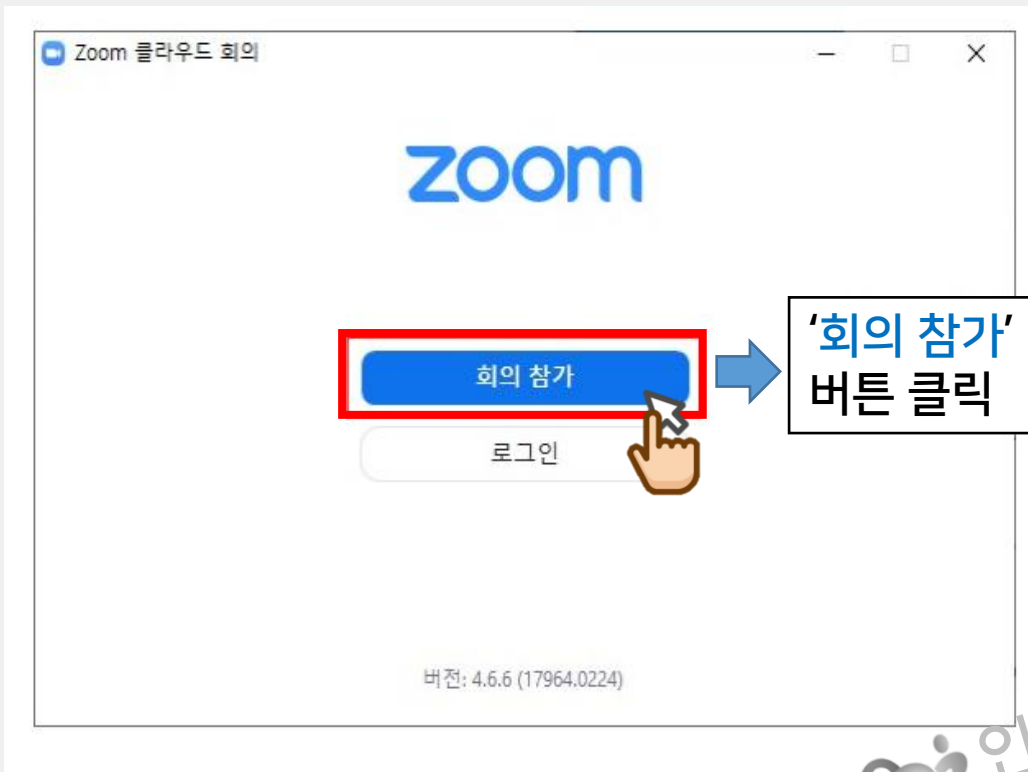 Zoom 클라우드 회의
zoom
회의 참가
로그인
'회의 참가'
버튼 클릭
버전: 4.6.6 (17964.0224)